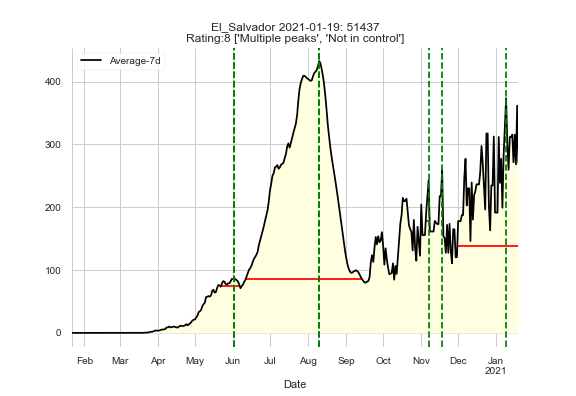 El_Salvador 2021-01-19: 51437
Rating:8 ['Multiple peaks', 'Not in control']
Average-7d
400
300
200
100
0
Feb Mar Apr May Jun Jul Aug Sep Oct Nov Dec Jan
2021
Date